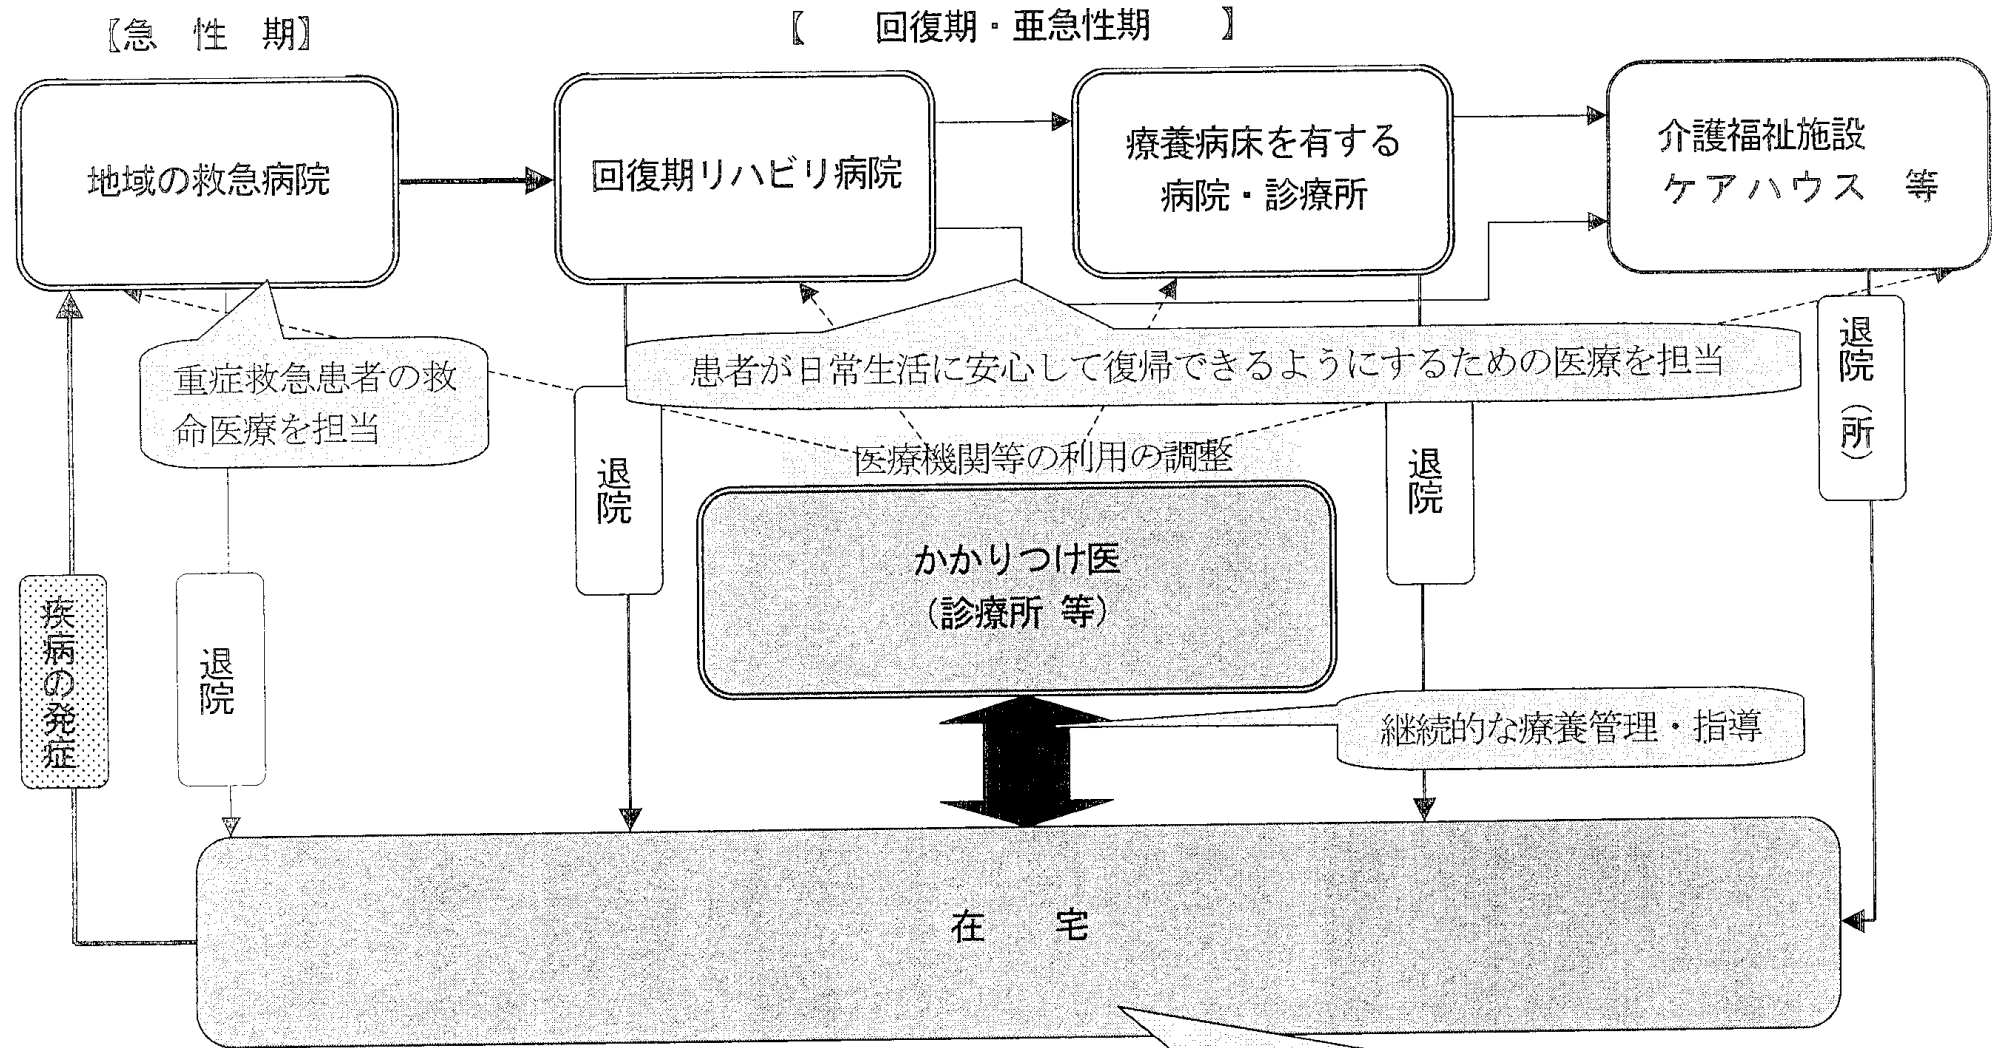 【急　性　期】
【　　回復期・亜急性期　　】
地域の救急病院
回復期リハビリ病院
療養病床を有する
病院・診療所
介護福祉施設
ケアハウス　等
重症救急患者の救
命医療を担当
患者が日常生活に安心して復帰できるようにするための医療を担当
退院（所）
医療機関等の利用の調整
退院
退院
かかりつけ医
（診療所 等）
疾病の発症
退院
継続的な療養管理・指導
在　　宅